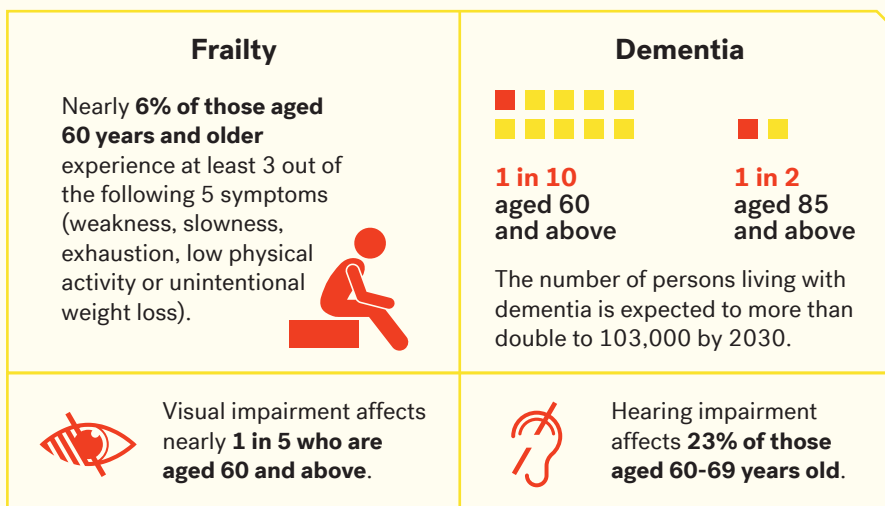 Frailty
Nearly 6% of those aged
60 years and older
experience at least 3 out of
the following 5 symptoms
(weakness, slowness,
exhaustion, low physical
activity or unintentional
weight loss).
Dementia
1 in 10
aged 60
and above
1 in 2
aged 85
and above
The number of persons living with
dementia is expected to more than
double to 103,000 by 2030.
Visual impairment affects
nearly 1 in 5 who are
aged 60 and above.
Hearing impairment
affects 23% of those
aged 60-69 years old.